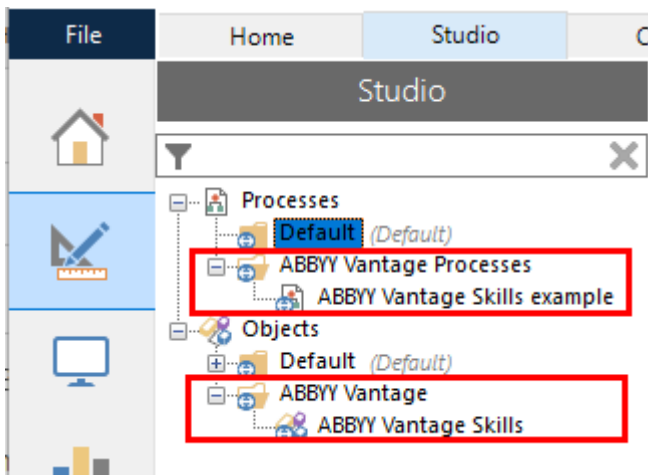 File
Home
Studio
Studio
Processes
Default (Default)
ABBYY Vantage Processes
ABBYY Vantage Skills example
Objects
Default (Default)
ABBYY Vantage
ABBYY Vantage Skills